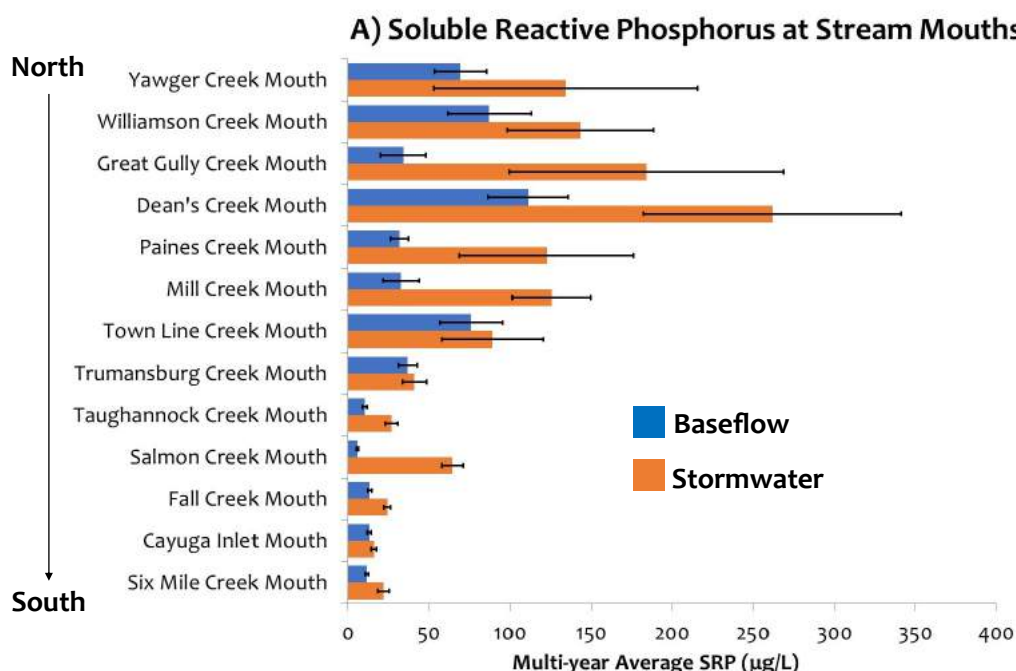 A) Soluble Reactive Phosphorus at Stream Mouths
North
Yawger Creek Mouth
Williamson Creek Mouth
Great Gully Creek Mouth
Dean's Creek Mouth
Paines Creek Mouth
Mill Creek Mouth
Town Line Creek Mouth
Trumansburg Creek Mouth
Taughannock Creek Mouth
Salmon Creek Mouth
Fall Creek Mouth
Cayuga Inlet Mouth
Six Mile Creek Mouth
South
Baseflow
Stormwater
0 50 100 150 200 250 300 350 400
Multi-year Average SRP (µg/L)